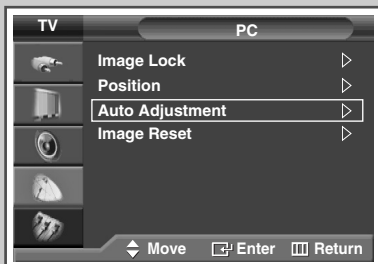 TV
PC
Image Lock
Position
Auto Adjustment
Image Reset
Move Enter Return